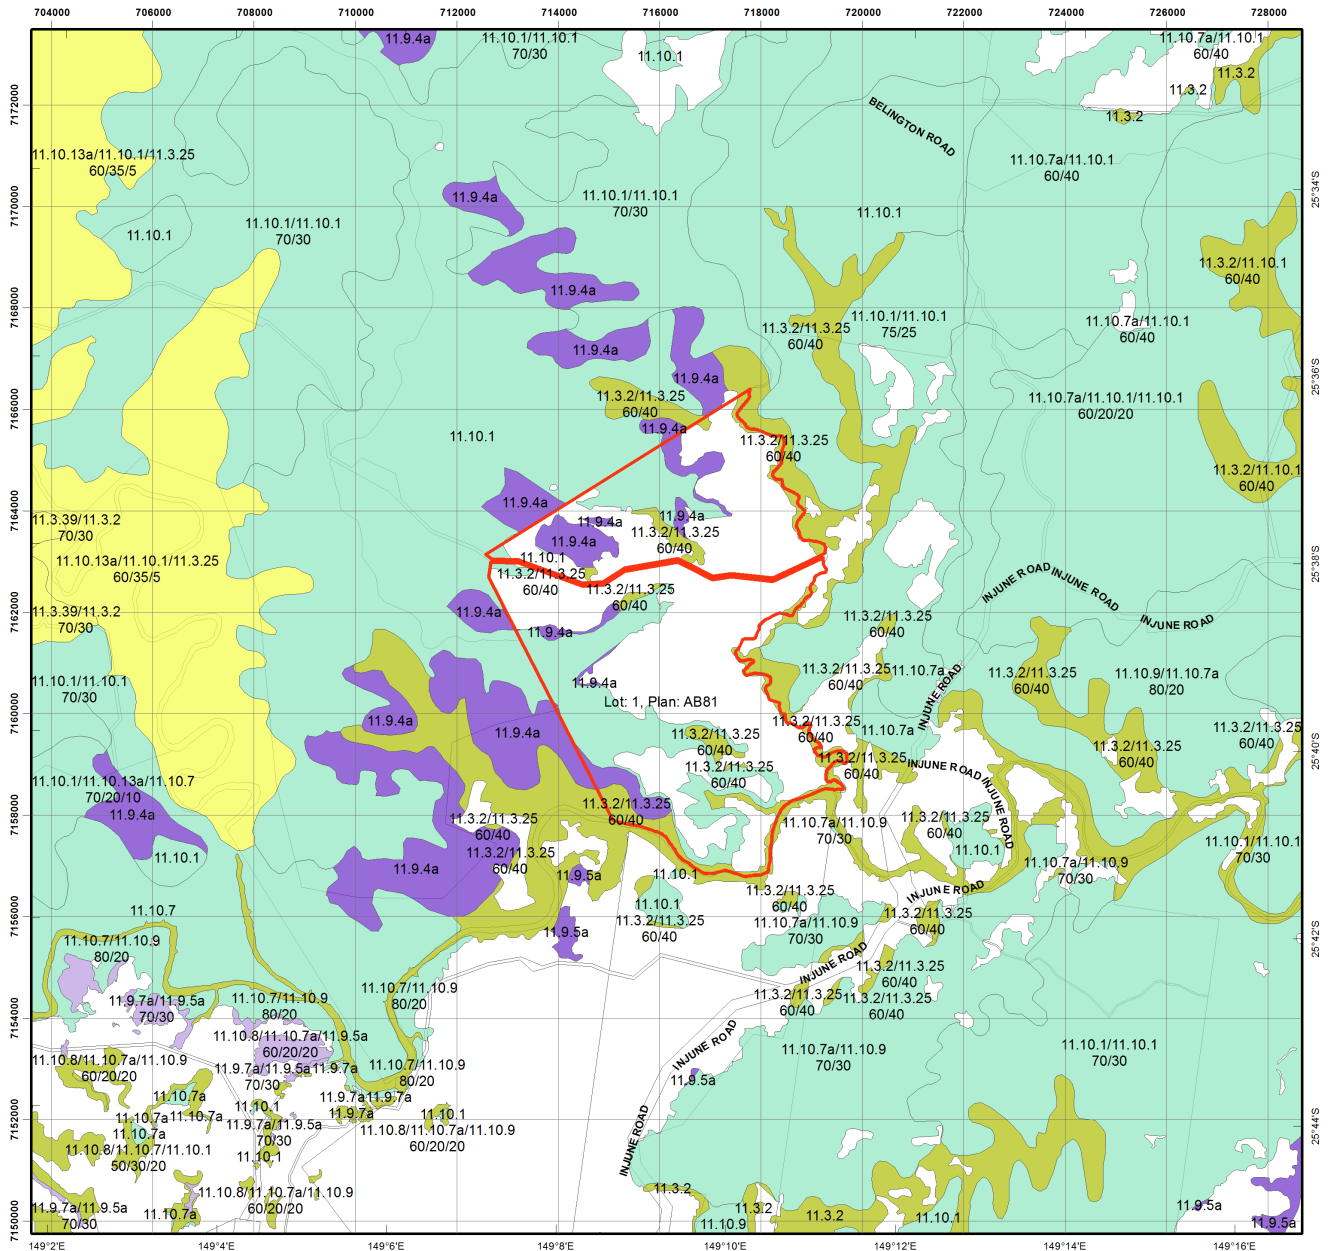 704000 706000 708000 710000 712000 714000 716000 718000 720000 722000 724000 726000 728000
11.9.4a
11.10.1/11.10.1
70/30
11.10.1
11.10.7a/11.10.1
60/40
11.3.2
11.3.2
11.3.2
7172000
BELINGTON ROAD
11.10.13a/11.10.1/11.3.25
60/35/5
11.10.7a/11.10.1
60/40
25°34'S
7170000
11.9.4a
11.10.1/11.10.1
70/30
11.10.1
11.10.1
11.10.1/11.10.1
70/30
11.3.2/11.10.1
60/40
11.9.4a
7168000
11.3.2/11.3.25
60/40
11.10.1/11.10.1
75/25
11.10.7a/11.10.1
60/40
11.9.4a
11.9.4a
25°36'S
7166000
11.3.2/11.3.25
60/40
11.10.7a/11.10.1/11.10.1
60/20/20
11.9.4a
11.10.1
11.3.2/11.3.25
60/40
11.3.2/11.10.1
60/40
11.9.4a
7164000
11.3.39/11.3.2
70/30
11.9.4a
11.9.4a
11.3.2/11.3.25
60/40
11.9.4a
11.10.13a/11.10.1/11.3.25
60/35/5
11.10.1
11.3.2/11.3.25
60/40
INJUNE ROAD
INJUNE ROAD
25°38'S
11.3.2/11.3.25
60/40
7162000
11.3.39/11.3.2
70/30
11.9.4a
11.9.4a
11.3.2/11.3.25
60/40
INJUNE ROAD
11.10.1/11.10.1
70/30
11.9.4a
11.3.2/11.3.25
60/40
11.10.7a
11.3.2/11.3.25
60/40
11.10.9/11.10.7a
80/20
INJUNE ROAD
Lot: 1, Plan: AB81
7160000
11.9.4a
11.9.4a
11.3.2/11.3.25
60/40
11.3.2/11.3.25
60/40
11.10.7a
11.3.2/11.3.25
60/40
11.3.2/11.3.25
60/40
25°40'S
11.3.2/11.3.25
60/40
11.3.2/11.3.25
60/40
INJUNE ROAD
INJUNE ROAD
11.10.1/11.10.13a/11.10.7
70/20/10
11.9.4a
7158000
11.3.2/11.3.25
60/40
11.3.2/11.3.25
60/40
11.10.7a/11.10.9
70/30
11.3.2/11.3.25
60/40
11.10.1
11.10.1/11.10.1
70/30
11.10.1
11.3.2/11.3.25
60/40
11.9.4a
11.9.5a
11.10.1
11.10.7a/11.10.9
70/30
INJUNE ROAD
7156000
11.10.7
11.10.1
11.3.2/11.3.25
60/40
11.3.2/11.3.25
60/40
11.10.7a/11.10.9
70/30
11.3.2/11.3.25
60/40
11.9.5a
25°42'S
11.10.7/11.10.9
80/20
INJUNE ROAD
11.3.2/11.3.25
60/40
7154000
11.9.7a/11.9.5a
70/30
11.10.7/11.10.9
80/20
11.10.7/11.10.9
80/20
11.3.2/11.3.25
60/40
11.3.2/11.3.25
60/40
INJUNE ROAD
11.10.8/11.10.7a/11.9.5a
60/20/20
11.10.7a/11.10.9
70/30
11.10.1/11.10.1
70/30
11.10.8/11.10.7a/11.10.9
60/20/20
11.9.7a/11.9.5a
70/30
11.9.7a
11.10.7/11.10.9
80/20
11.9.5a
7152000
11.10.7a
11.10.1
11.9.7a
11.9.7a
11.9.7a
11.10.1
11.10.7a
11.10.7a
11.10.7a
11.9.7a/11.9.5a
70/30
11.10.8/11.10.7a/11.10.9
60/20/20
INJUNE ROAD
25°44'S
11.10.8/11.10.7/11.10.1
50/30/20
11.10.1
11.10.8/11.10.7a/11.10.9
60/20/20
11.3.2
11.9.7a/11.9.5a
70/30
11.10.7a
11.3.2
11.10.9
11.3.2
11.10.1
11.9.5a
11.9.5a
7150000
149°2'E 149°4'E 149°6'E 149°8'E 149°10'E 149°12'E 149°14'E 149°16'E